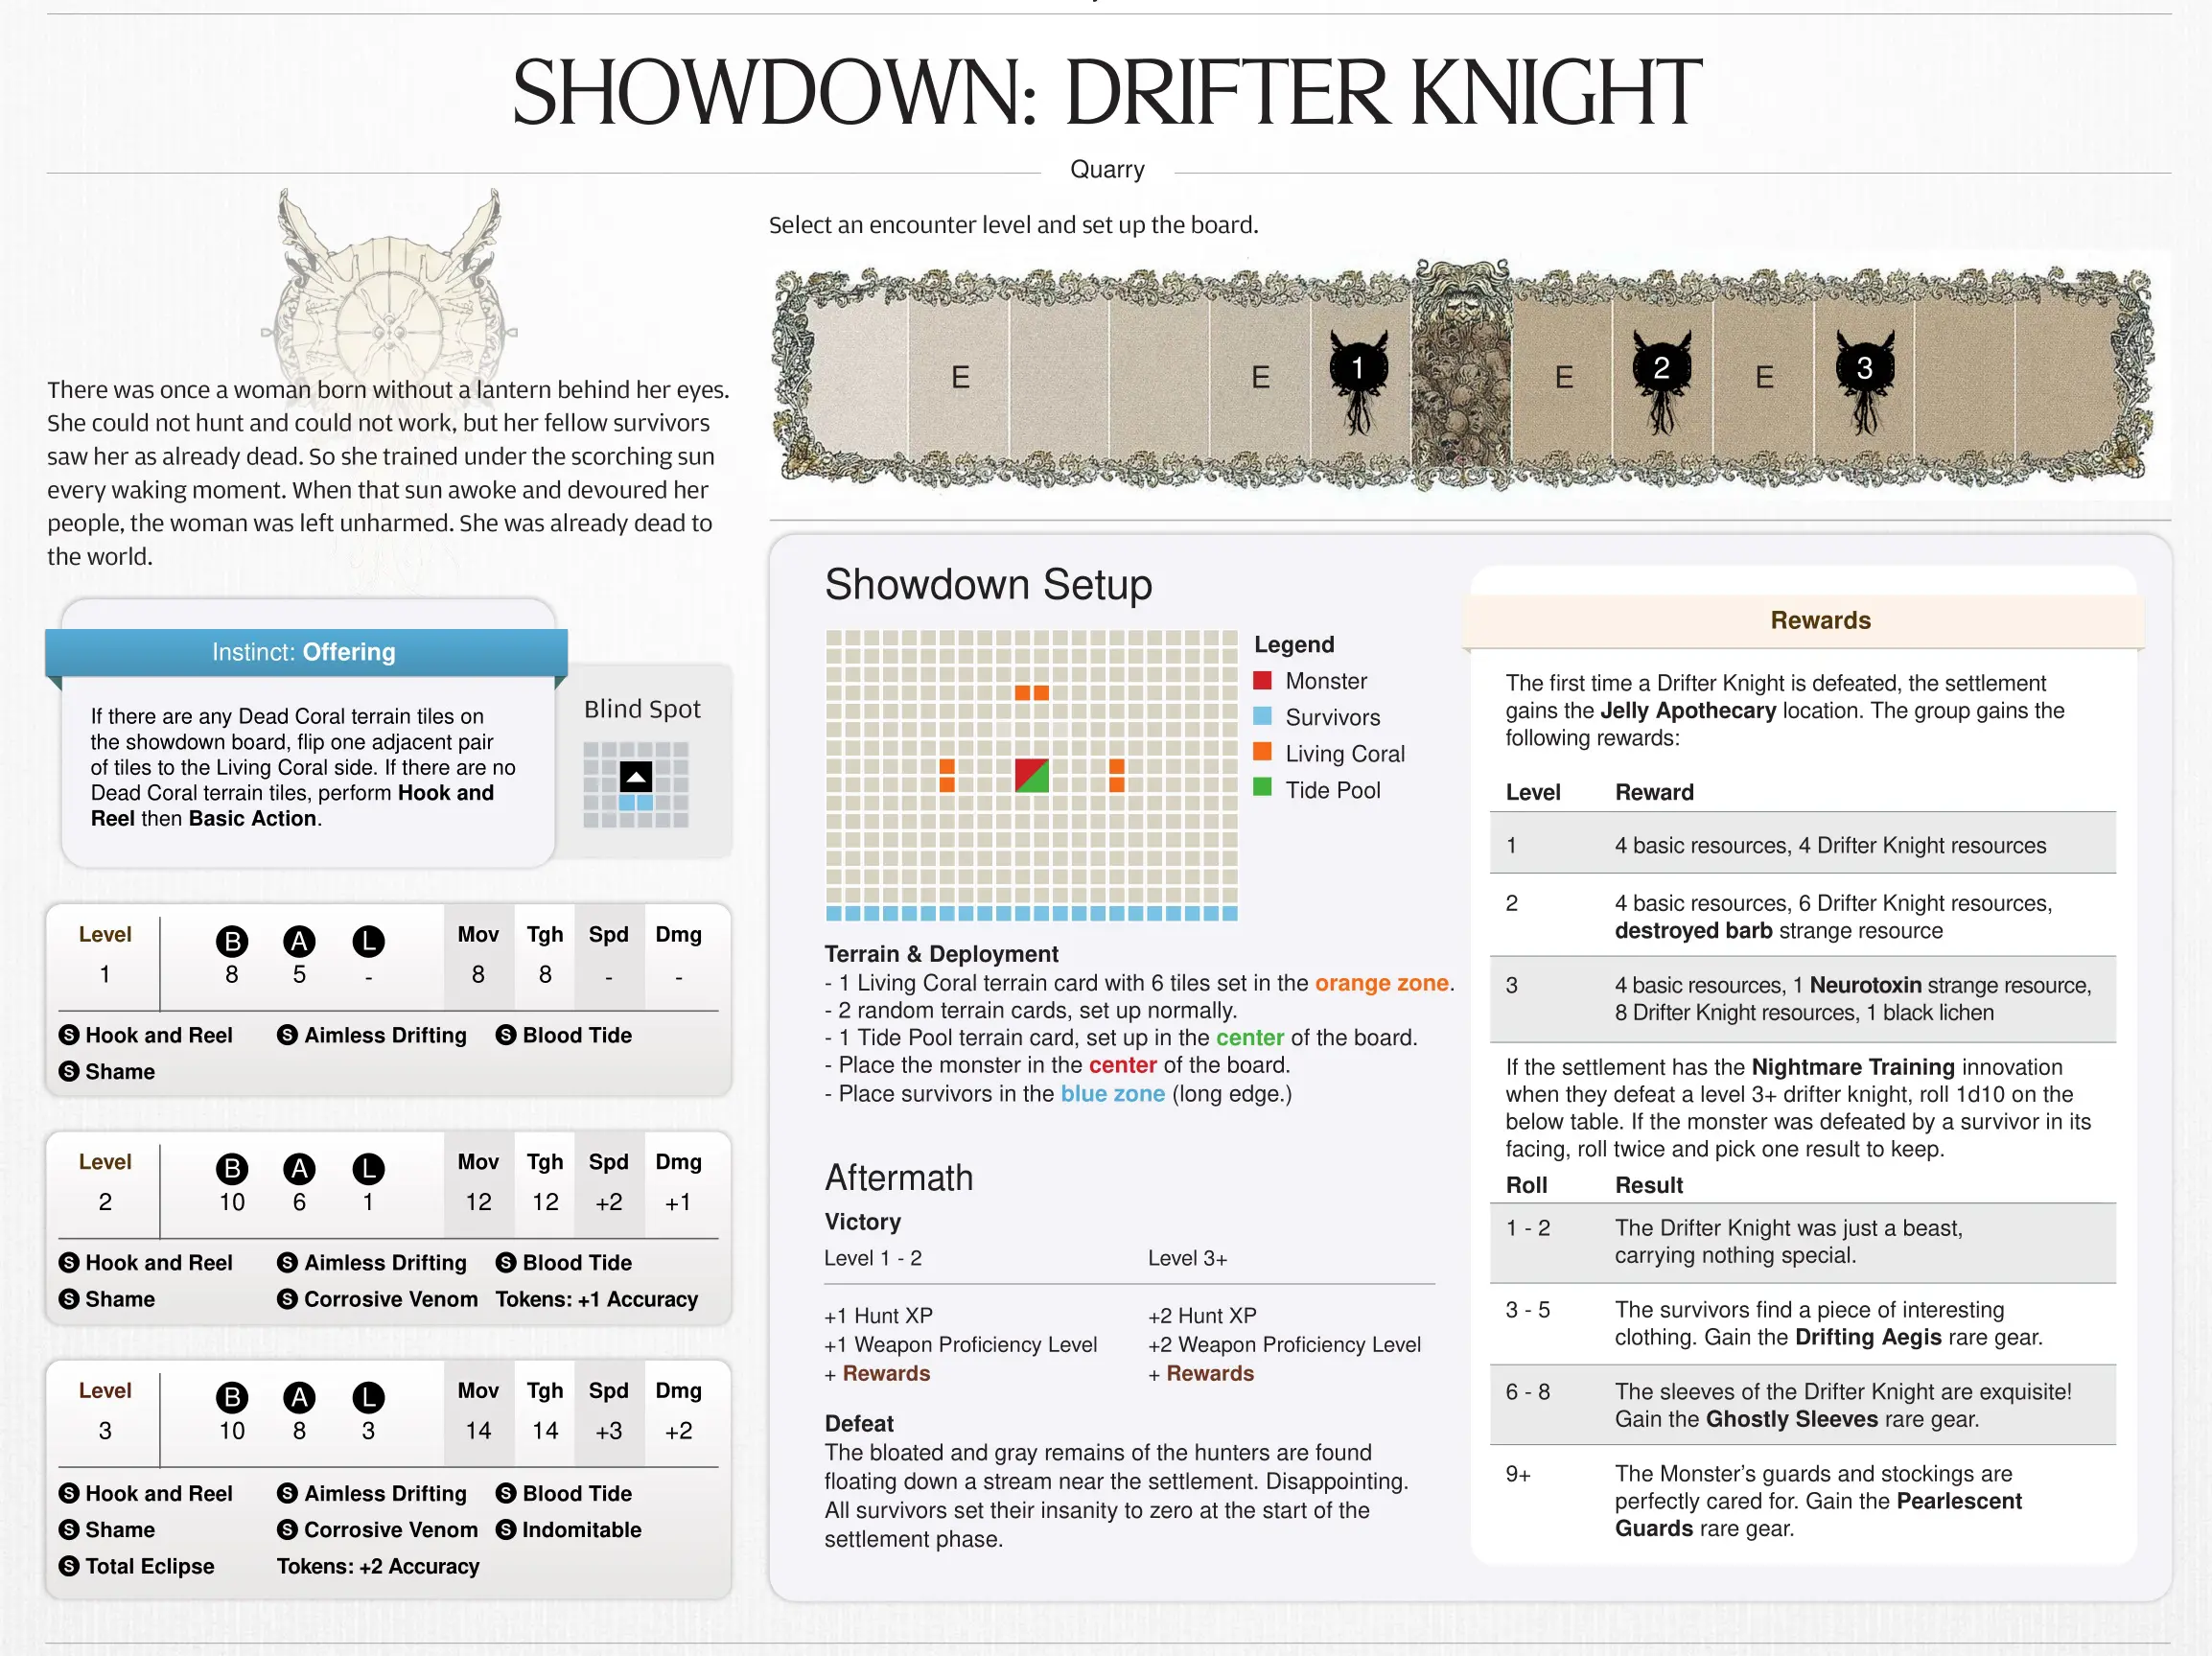 SHOWDOWN: DRIFTER KNIGHT
Quarry
There was once a woman born without a lantern behind her eyes.
She could not hunt and could not work, but her fellow survivors
saw her as already dead. So she trained under the scorching sun
every waking moment. When that sun awoke and devoured her
people, the woman was left unharmed. She was already dead to
the world.
Instinct: Offering
If there are any Dead Coral terrain tiles on
the showdown board, flip one adjacent pair
of tiles to the Living Coral side. If there are no
Dead Coral terrain tiles, perform Hook and
Reel then Basic Action.
Blind Spot
Level B A L Mov Tgh Spd Dmg
1 8 5 - 8 8 - -
S Hook and Reel S Aimless Drifting S Blood Tide
S Shame
Level B A L Mov Tgh Spd Dmg
2 10 6 1 12 12 +2 +1
S Hook and Reel S Aimless Drifting S Blood Tide
S Shame S Corrosive Venom Tokens: +1 Accuracy
Level B A L Mov Tgh Spd Dmg
3 10 8 3 14 14 +3 +2
S Hook and Reel S Aimless Drifting S Blood Tide
S Shame S Corrosive Venom S Indomitable
S Total Eclipse Tokens: +2 Accuracy
Select an encounter level and set up the board.
E E 1 E 2 E 3
Showdown Setup
Legend
Monster
Survivors
Living Coral
Tide Pool
Terrain & Deployment
- 1 Living Coral terrain card with 6 tiles set in the orange zone.
- 2 random terrain cards, set up normally.
- 1 Tide Pool terrain card, set up in the center of the board.
- Place the monster in the center of the board.
- Place survivors in the blue zone (long edge.)
Aftermath
Victory
Level 1 - 2 Level 3+
+1 Hunt XP +2 Hunt XP
+1 Weapon Proficiency Level +2 Weapon Proficiency Level
+ Rewards + Rewards
Defeat
The bloated and gray remains of the hunters are found
floating down a stream near the settlement. Disappointing.
All survivors set their insanity to zero at the start of the
settlement phase.
Rewards
The first time a Drifter Knight is defeated, the settlement
gains the Jelly Apothecary location. The group gains the
following rewards:
Level Reward
1 4 basic resources, 4 Drifter Knight resources
2 4 basic resources, 6 Drifter Knight resources,
destroyed barb strange resource
3 4 basic resources, 1 Neurotoxin strange resource,
8 Drifter Knight resources, 1 black lichen
If the settlement has the Nightmare Training innovation
when they defeat a level 3+ drifter knight, roll 1d10 on the
below table. If the monster was defeated by a survivor in its
facing, roll twice and pick one result to keep.
Roll Result
1 - 2 The Drifter Knight was just a beast,
carrying nothing special.
3 - 5 The survivors find a piece of interesting
clothing. Gain the Drifting Aegis rare gear.
6 - 8 The sleeves of the Drifter Knight are exquisite!
Gain the Ghostly Sleeves rare gear.
9+ The Monster’s guards and stockings are
perfectly cared for. Gain the Pearlescent
Guards rare gear.